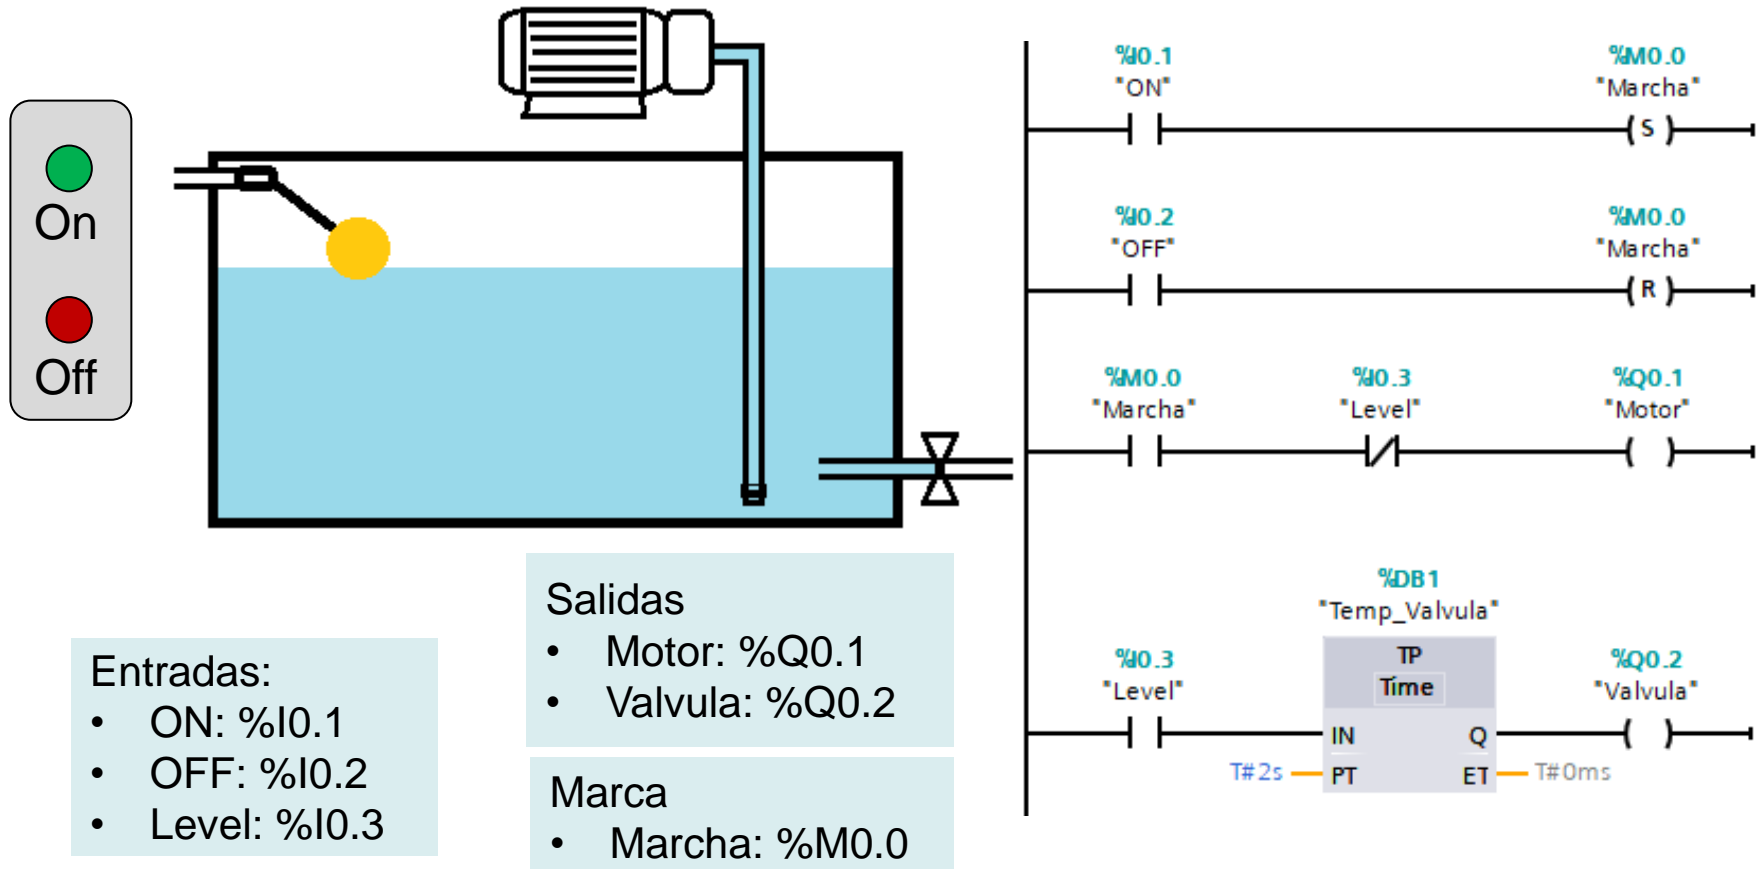 On
Off
Entradas:
• ON: %I0.1
• OFF: %I0.2
• Level: %I0.3
Salidas
• Motor: %Q0.1
• Valvula: %Q0.2
Marca
• Marcha: %M0.0
%I0.1 %M0.0
"ON" "Marcha"
( S )
%I0.2 %M0.0
"OFF" "Marcha"
( R )
%M0.0 %I0.3 %Q0.1
"Marcha" "Level" "Motor"
%DB1
"Temp_Valvula"
%I0.3 TP %Q0.2
"Level" Time "Valvula"
IN Q
T#2s PT ET T#0ms